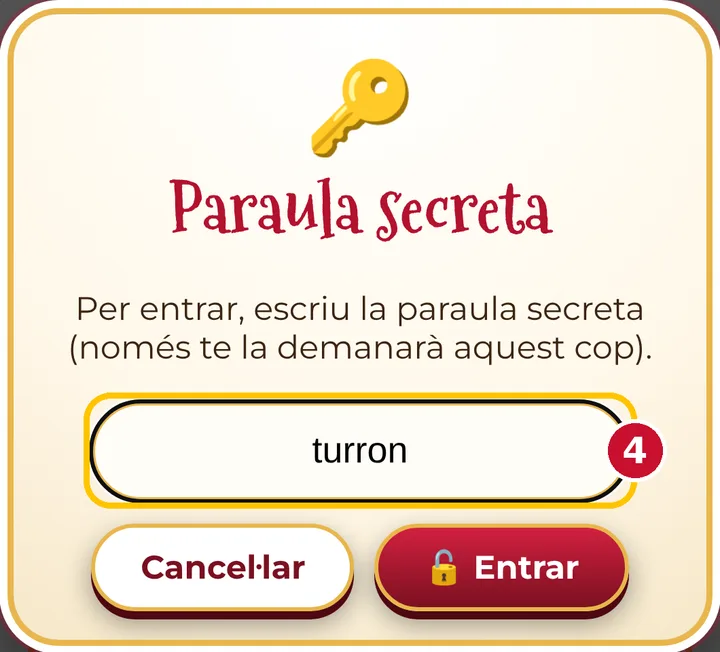 Paraula secreta
Per entrar, escriu la paraula secreta
(només te la demanarà aquest cop).
turron
4
Cancel·lar
Entrar